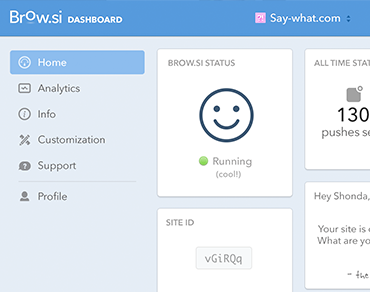 Brow.si DASHBOARD
Say-what.com
Home
Analytics
Info
Customization
Support
Profile
BROW.SI STATUS
Running
(cool!)
SITE ID
vGiRQq
ALL TIME STAT
130
pushes se
Hey Shonda,
Your site is
What are yo
– the